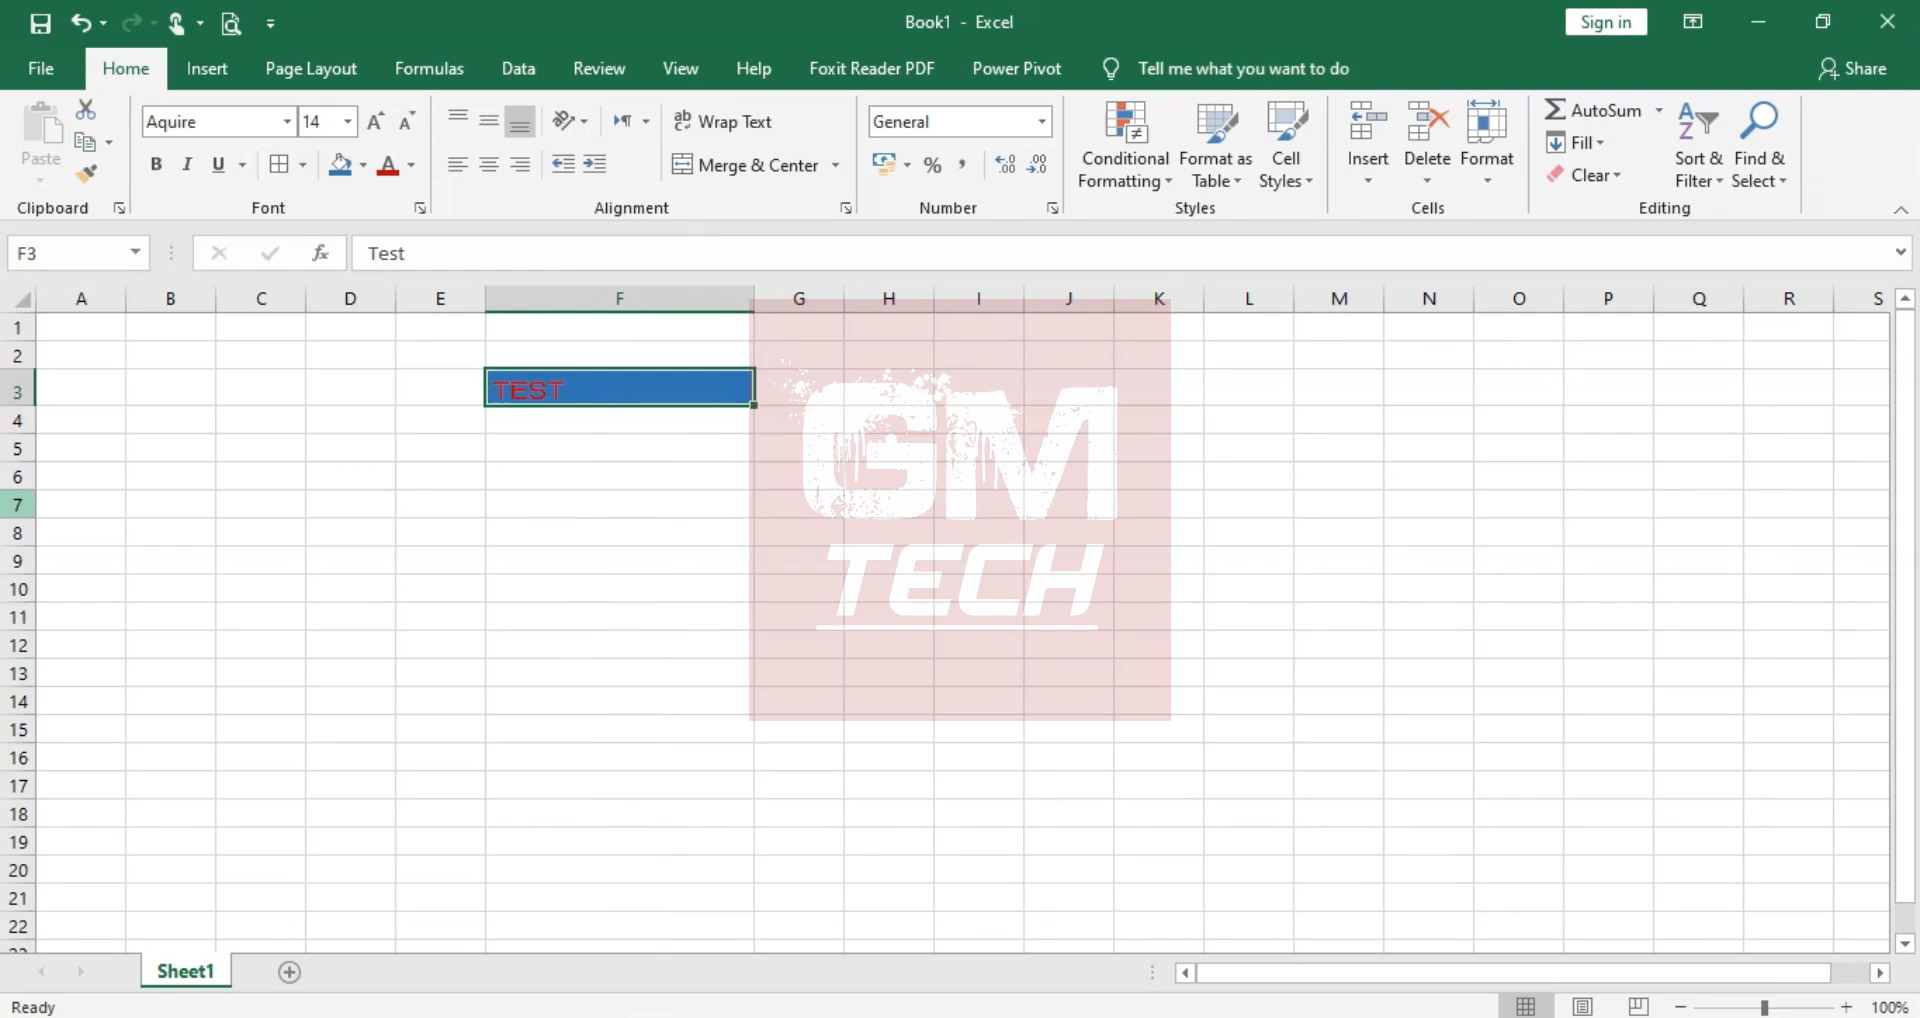 Book1 - Excel
Sign in
File Home Insert Page Layout Formulas Data Review View Help Foxit Reader PDF Power Pivot Tell me what you want to do Share
Paste
Clipboard
Aquire 14
B I U A
Font
ab Wrap Text
Merge & Center
Alignment
General
%
Number
Conditional Formatting
Format as Table
Cell Styles
Styles
Insert Delete Format
Cells
AutoSum
Fill
Clear
Sort & Filter
Find & Select
Editing
F3 fx Test
A B C D E F G H I J K L M N O P Q R S
1
2
3 TEST
4
5
6
7
8
9
10
11
12
13
14
15
16
17
18
19
20
21
22
GM
TECH
Sheet1
Ready
100%